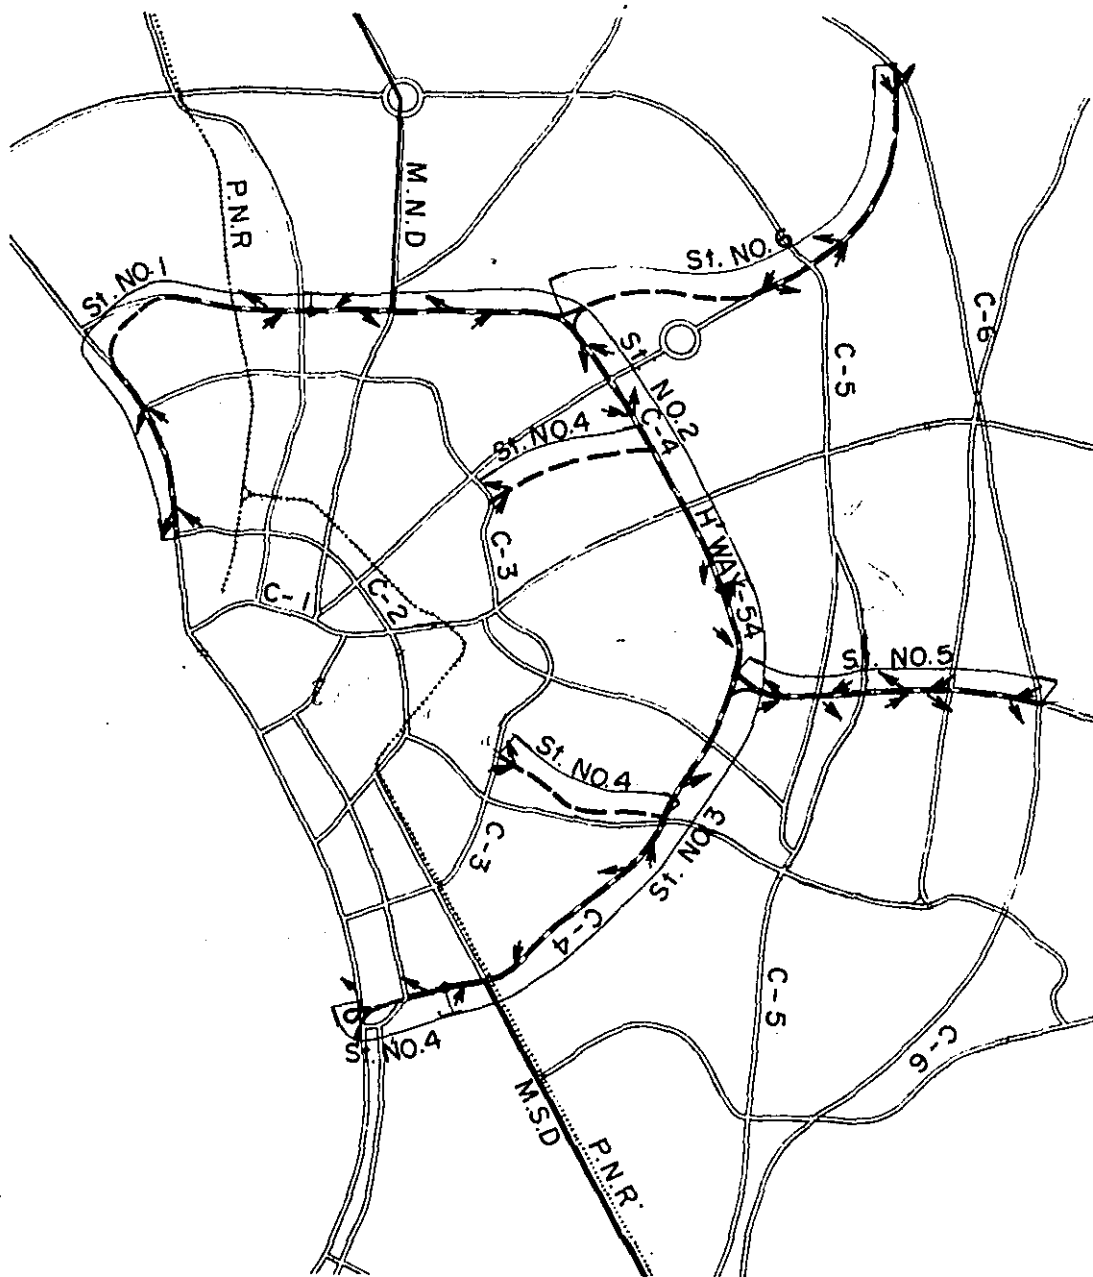 P.N.R
M.N.D
St. NO.1
St. NO.6
C-6
St. NO.2
C-5
C-4
St. NO.4
H'WAY-54
C-3
C-2
C-1
St. NO.5
St. NO.4
C-3
St. NO.3
C-4
C-5
C-6
St. NO.4
M.S.D
P.N.R.